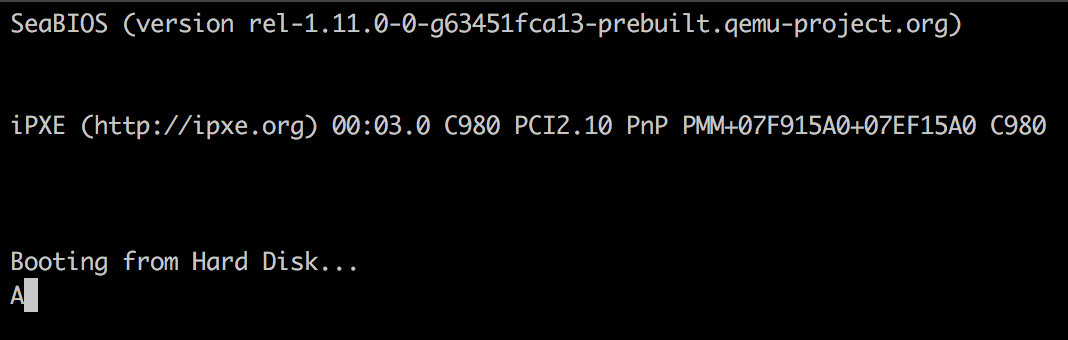 SeaBIOS (version rel-1.11.0-0-g63451fca13-prebuilt.qemu-project.org)
iPXE (http://ipxe.org) 00:03.0 C980 PCI2.10 PnP PMM+07F915A0+07EF15A0 C980
Booting from Hard Disk...
A